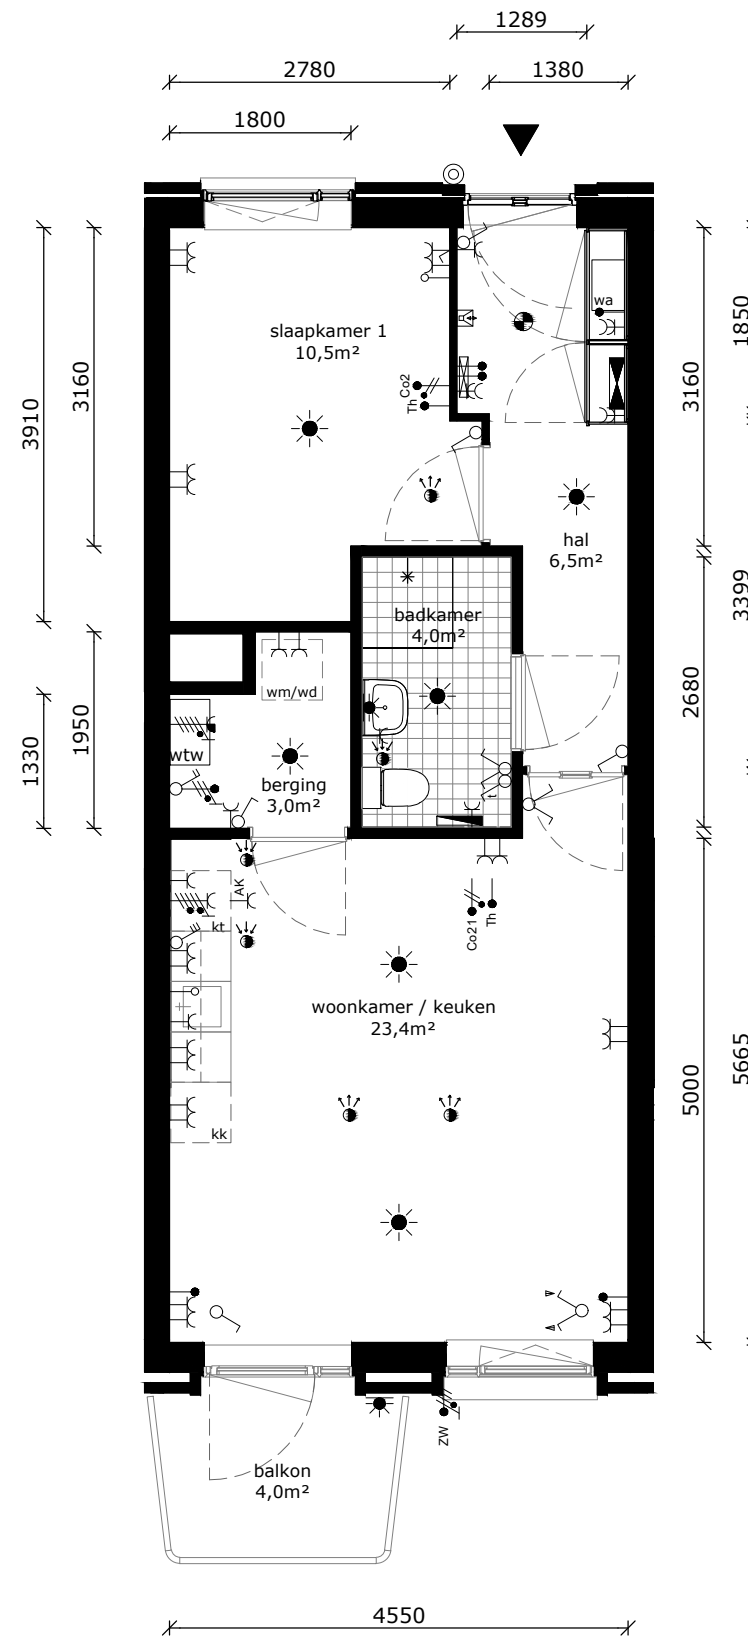 1289
2780
1380
1800
wa
slaapkamer 1
10,5m²
1850
3160
3160
Co2
Th
3910
hal
6,5m²
3399
badkamer
4,0m²
wm/wd
2680
1950
1330
wtw
berging
3,0m²
t
AK
kt
Co21
Th
woonkamer / keuken
23,4m²
5665
5000
kk
ZW
balkon
4,0m²
4550